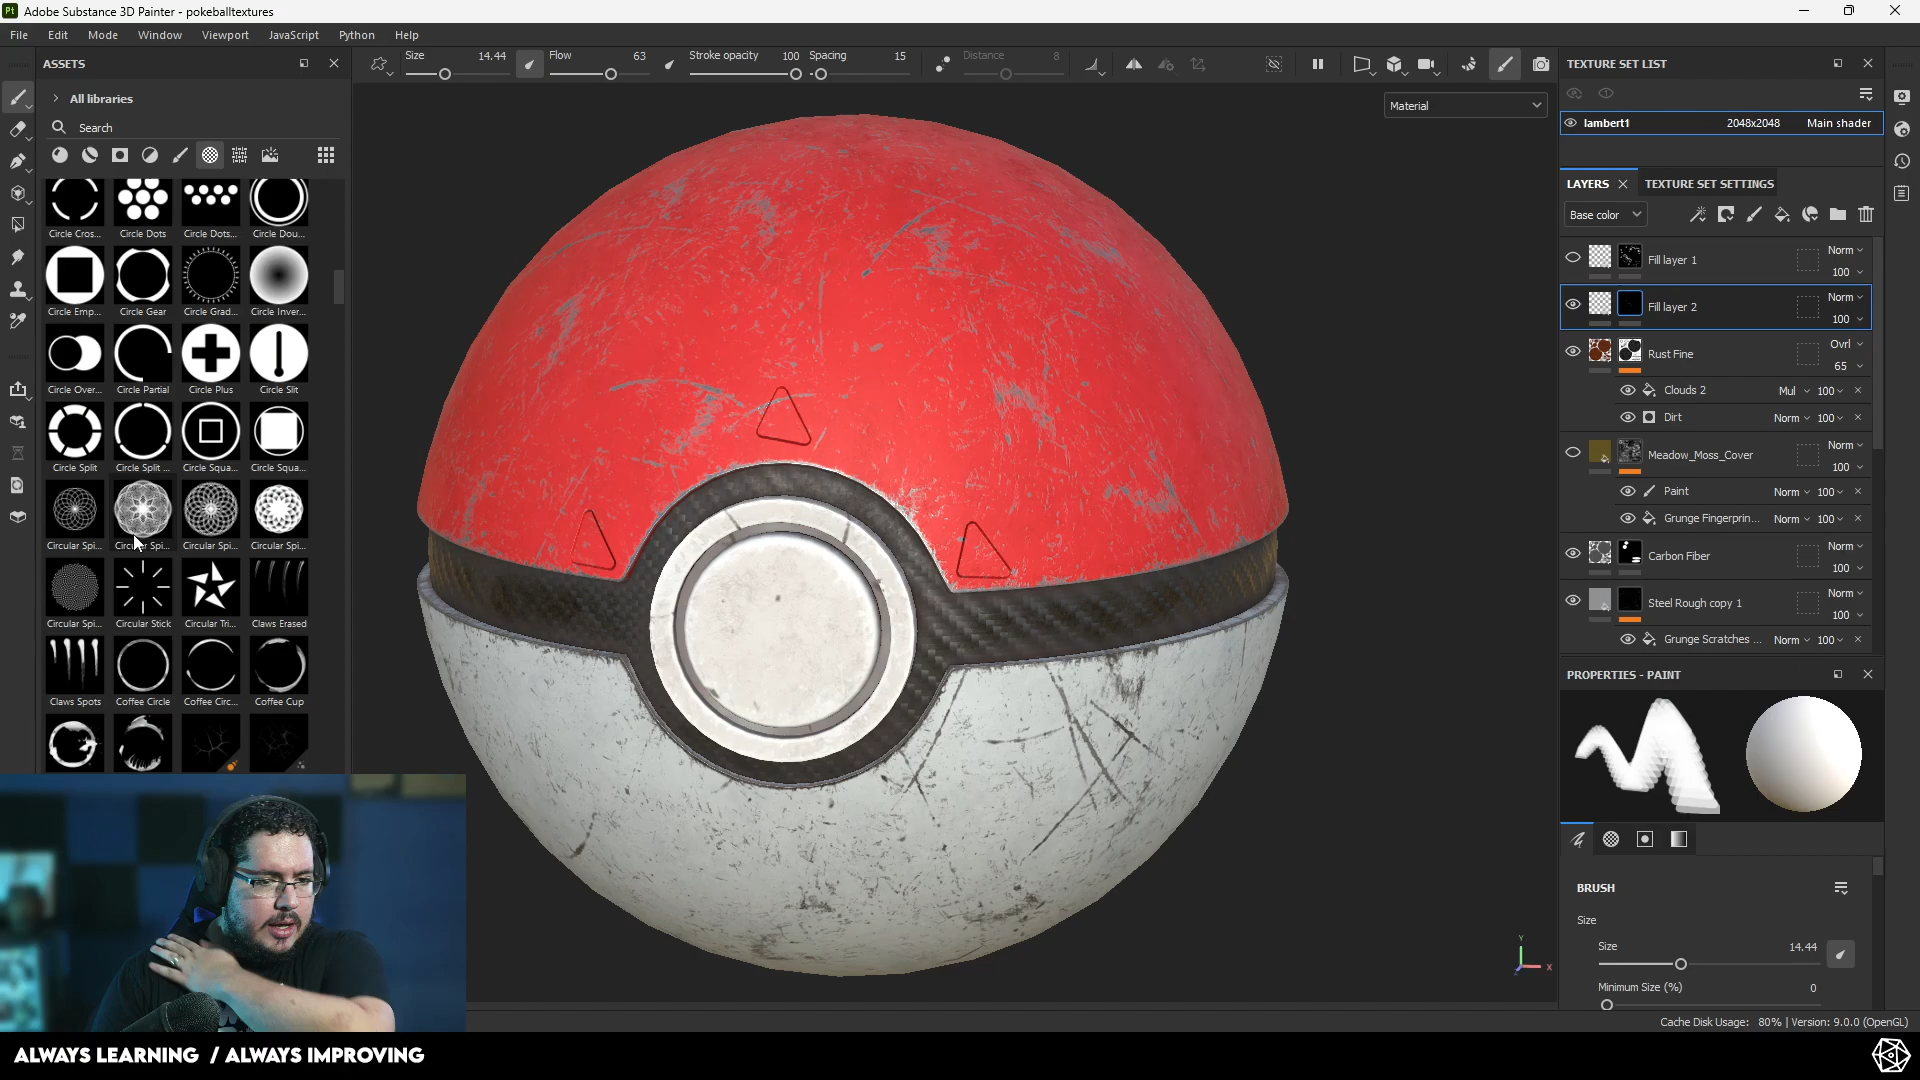 Adobe Substance 3D Painter - pokeballtextures
File Edit Mode Window Viewport JavaScript Python Help
ASSETS
All libraries
Search
Circle Cros... Circle Dots Circle Dots... Circle Dou...
Circle Emp... Circle Gear Circle Grad... Circle Inver...
Circle Over... Circle Partial Circle Plus Circle Slit
Circle Split Circle Split ... Circle Squa... Circle Squa...
Circular Spi... Circular Spi... Circular Spi... Circular Spi...
Circular Spi... Circular Stick Circular Tri... Claws Erased
Claws Spots Coffee Circle Coffee Circ... Coffee Cup
Size 14.44 Flow 63 Stroke opacity 100 Spacing 15 Distance 8
Material
Y
X
TEXTURE SET LIST
lambert1 2048x2048 Main shader
LAYERS TEXTURE SET SETTINGS
Base color
Fill layer 1 Norm 100
Fill layer 2 Norm 100
Rust Fine Ovrl 65
Clouds 2 Mul 100
Dirt Norm 100
Meadow_Moss_Cover Norm 100
Paint Norm 100
Grunge Fingerprin... Norm 100
Carbon Fiber Norm 100
Steel Rough copy 1 Norm 100
Grunge Scratches ... Norm 100
PROPERTIES - PAINT
BRUSH
Size
Size 14.44
Minimum Size (%) 0
Cache Disk Usage: 80% | Version: 9.0.0 (OpenGL)
ALWAYS LEARNING / ALWAYS IMPROVING